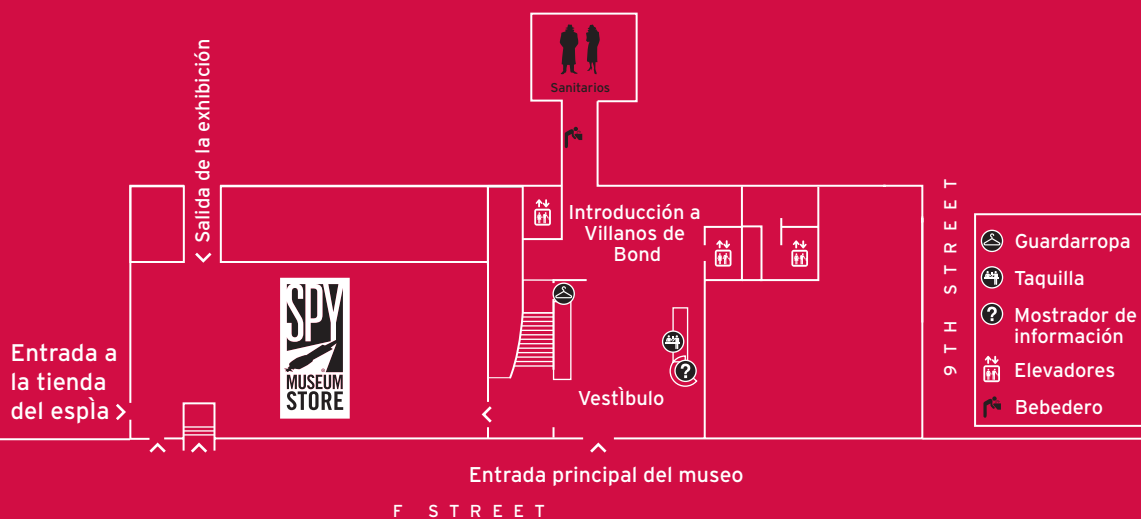 Sanitarios
Salida de la exhibición
Introducción a
Villanos de
Bond
9TH STREET
Guardarropa
Taquilla
? Mostrador de
información
Elevadores
Bebedero
SPY
MUSEUM
STORE
Entrada a
la tienda
del espÌa
?
VestÌbulo
Entrada principal del museo
F STREET